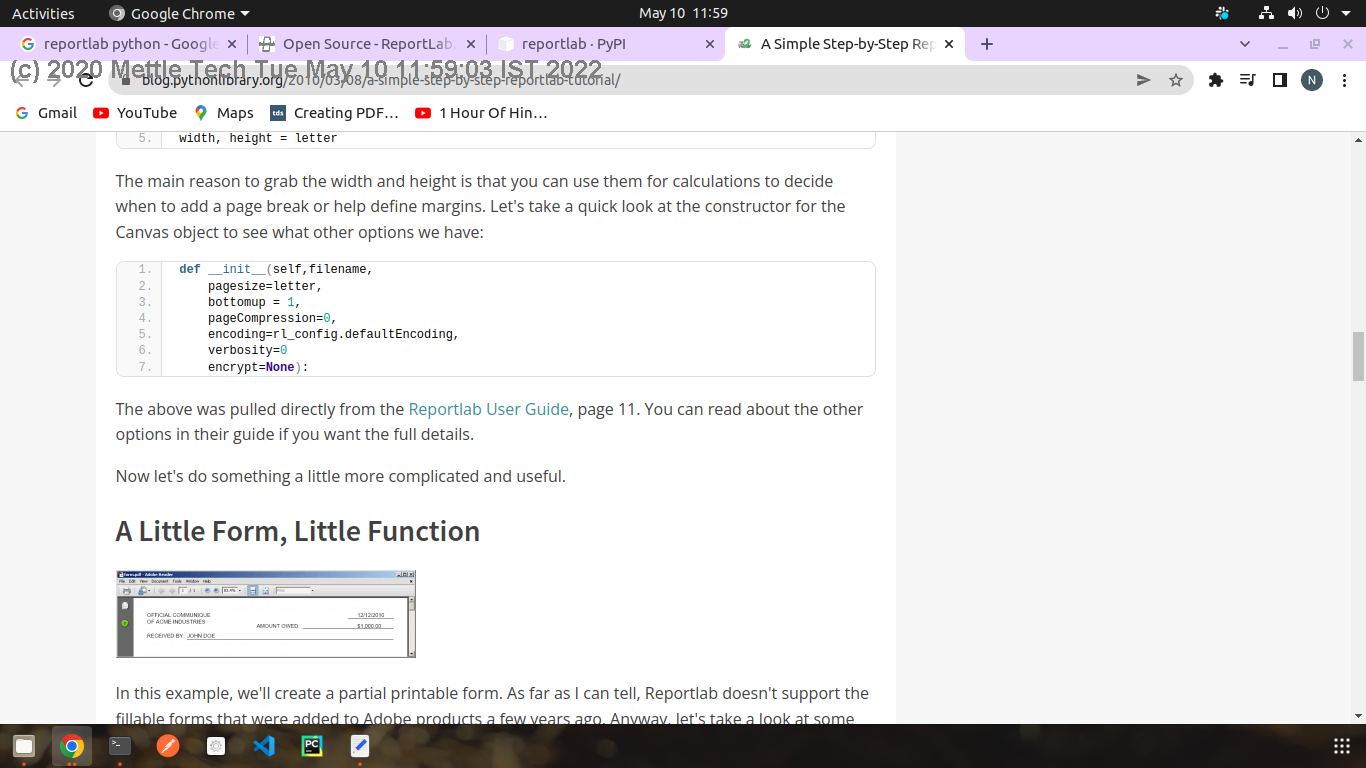 Activities
Google Chrome
May 10 11:59
reportlab python - Google
Open Source - ReportLab.
reportlab · PyPI
A Simple Step-by-Step Rep
(c) 2020 Mettle Tech Tue May 10 11:59:03 IST 2022
blog.pythonlibrary.org/2010/03/08/a-simple-step-by-step-reportlab-tutorial/
N
Gmail
YouTube
Maps
tds
Creating PDF…
1 Hour Of Hin…
5. width, height = letter
The main reason to grab the width and height is that you can use them for calculations to decide
when to add a page break or help define margins. Let's take a quick look at the constructor for the
Canvas object to see what other options we have:
1. def __init__(self,filename,
2. pagesize=letter,
3. bottomup = 1,
4. pageCompression=0,
5. encoding=rl_config.defaultEncoding,
6. verbosity=0
7. encrypt=None):
The above was pulled directly from the Reportlab User Guide, page 11. You can read about the other
options in their guide if you want the full details.
Now let's do something a little more complicated and useful.
A Little Form, Little Function
form.pdf - Adobe Reader
File Edit View Document Tools Window Help
OFFICIAL COMMUNIQUE
12/12/2010
OF ACME INDUSTRIES
AMOUNT OWED:
$1,000.00
RECEIVED BY: JOHN DOE
In this example, we'll create a partial printable form. As far as I can tell, Reportlab doesn't support the
fillable forms that were added to Adobe products a few years ago. Anyway, let's take a look at some
PC